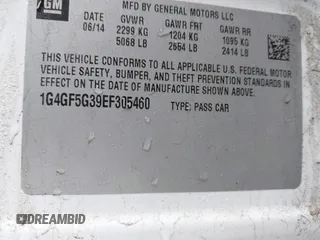 GM
MFD BY GENERAL MOTORS LLC
DATE GVWR GAWR FRT GAWR RR
06/14 2299 KG 1204 KG 1095 KG
5068 LB 2654 LB 2414 LB
THIS VEHICLE CONFORMS TO ALL APPLICABLE U.S. FEDERAL MOTOR
VEHICLE SAFETY, BUMPER, AND THEFT PREVENTION STANDARDS
IN EFFECT ON THE DATE OF MANUFACTURE SHOWN ABOVE.
1G4GF5G39EF305460 TYPE: PASS CAR
DREAMBID